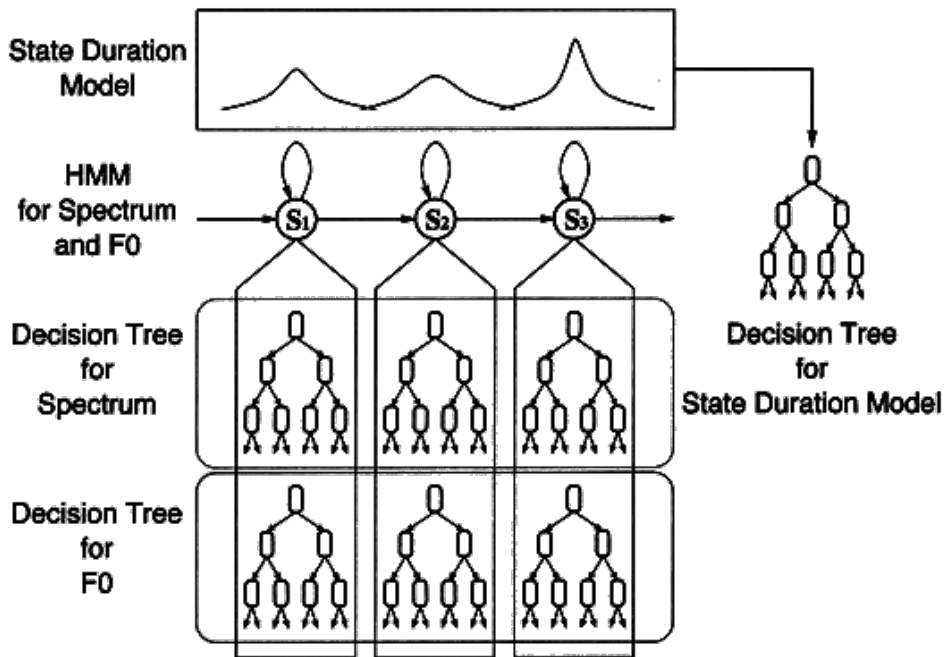 State Duration
Model
HMM
for Spectrum
and F0
S1
S2
S3
Decision Tree
for
Spectrum
Decision Tree
for
State Duration Model
Decision Tree
for
F0